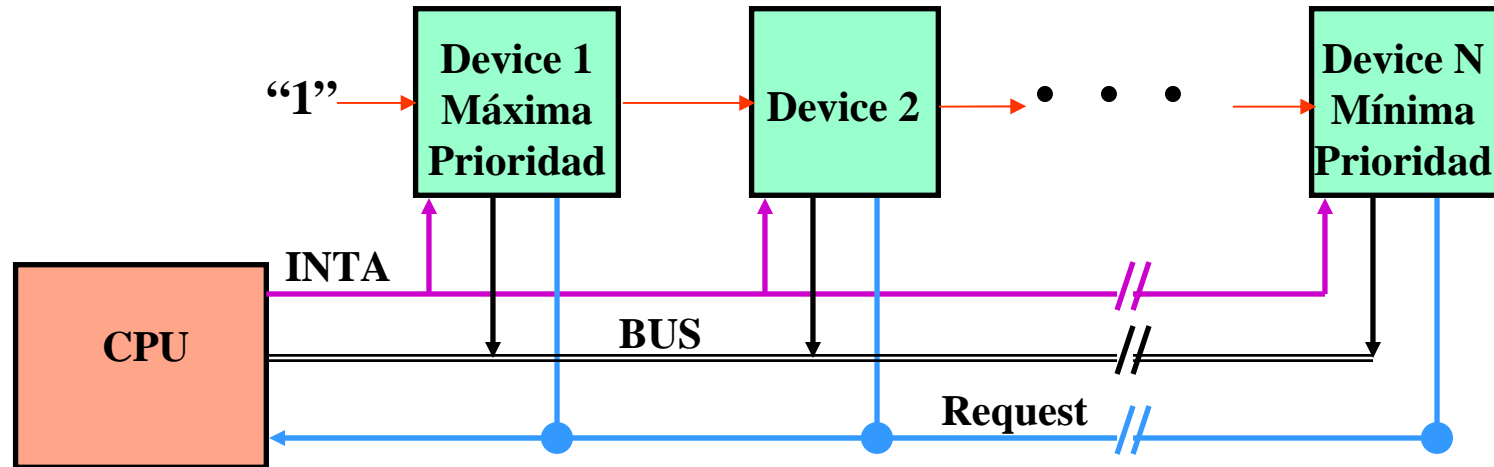 Device 1
Máxima
Prioridad
“1”
Device 2
• • •
Device N
Mínima
Prioridad
INTA
CPU
BUS
Request